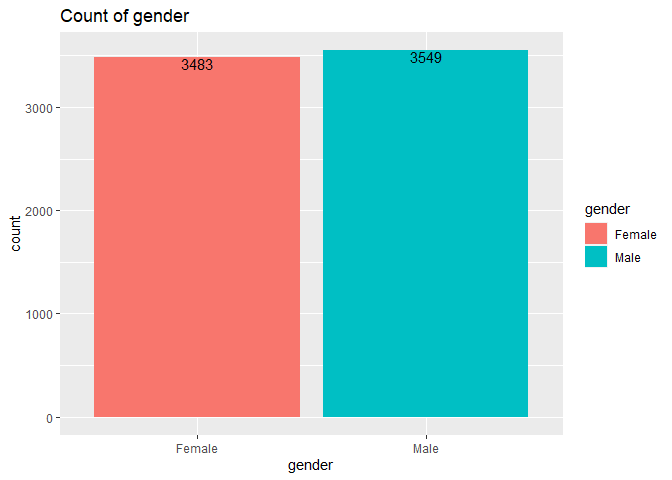 Count of gender
3483
3549
3000
2000
1000
0
count
Female
Male
gender
gender
Female
Male